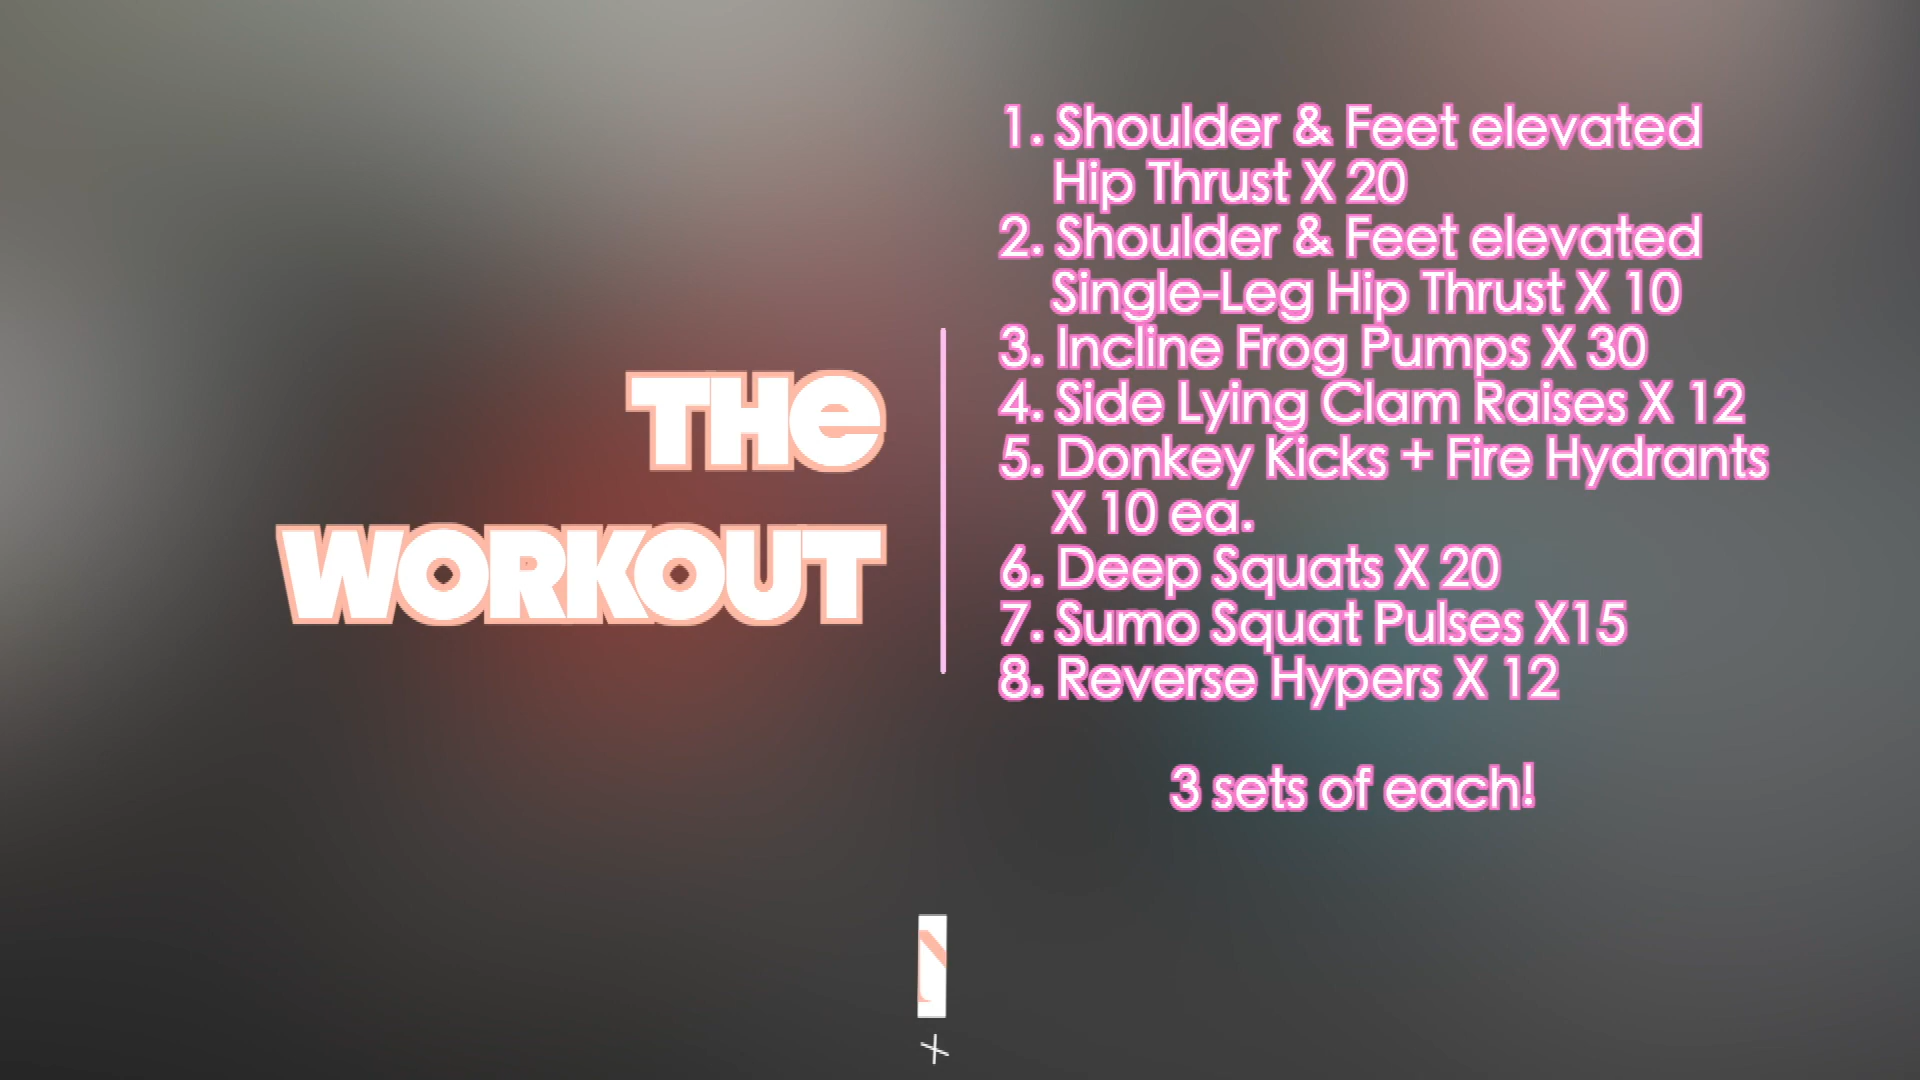 THe
WORKOUT
1. Shoulder & Feet elevated
Hip Thrust X 20
2. Shoulder & Feet elevated
Single-Leg Hip Thrust X 10
3. Incline Frog Pumps X 30
4. Side Lying Clam Raises X 12
5. Donkey Kicks + Fire Hydrants
X 10 ea.
6. Deep Squats X 20
7. Sumo Squat Pulses X15
8. Reverse Hypers X 12
3 sets of each!